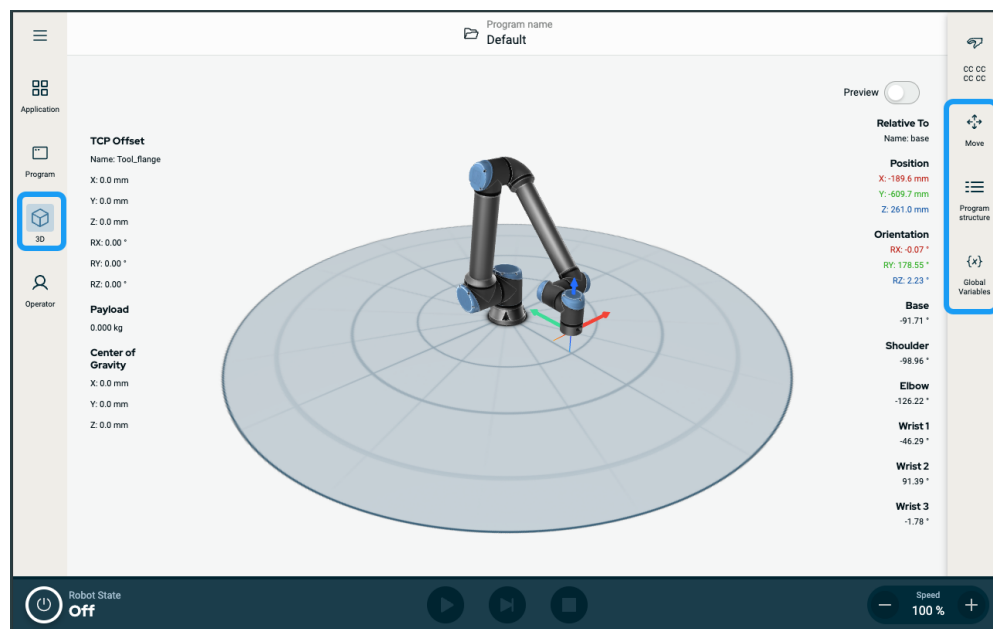 Program name
Default
Application
Program
3D
Operator
TCP Offset
Name: Tool_flange
X: 0.0 mm
Y: 0.0 mm
Z: 0.0 mm
RX: 0.00 °
RY: 0.00 °
RZ: 0.00 °
Payload
0.000 kg
Center of
Gravity
X: 0.0 mm
Y: 0.0 mm
Z: 0.0 mm
Preview
Relative To
Name: base
Position
X: -189.6 mm
Y: -609.7 mm
Z: 261.0 mm
Orientation
RX: -0.07 °
RY: 178.55 °
RZ: 2.23 °
Base
-91.71 °
Shoulder
-98.96 °
Elbow
-126.22 °
Wrist 1
-46.29 °
Wrist 2
91.39 °
Wrist 3
-1.78 °
CC CC
CC CC
Move
Program
structure
{x}
Global
Variables
Robot State
Off
Speed
100 %